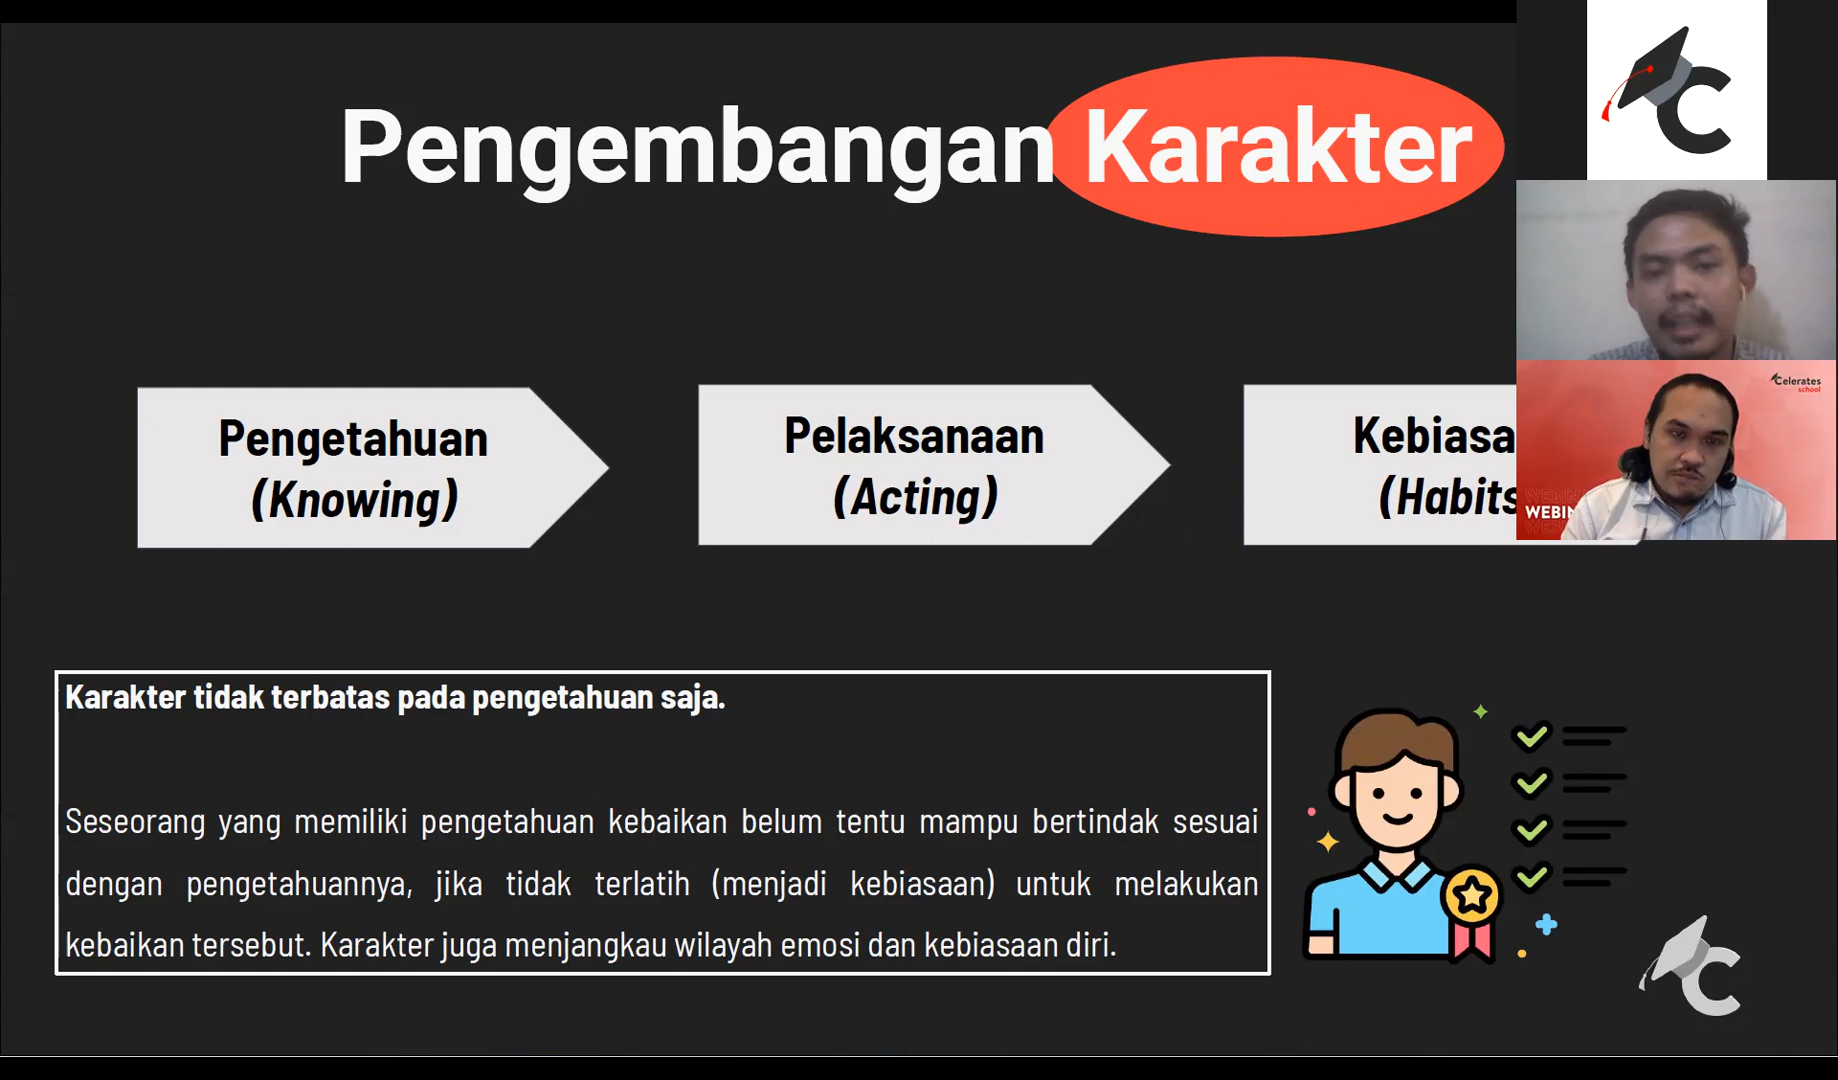 Pengembangan Karakter
Pengetahuan
(Knowing)
Pelaksanaan
(Acting)
Kebiasa
(Habits
Karakter tidak terbatas pada pengetahuan saja.
Seseorang yang memiliki pengetahuan kebaikan belum tentu mampu bertindak sesuai
dengan pengetahuannya, jika tidak terlatih (menjadi kebiasaan) untuk melakukan
kebaikan tersebut. Karakter juga menjangkau wilayah emosi dan kebiasaan diri.
C
Celerates
school
WEBIN
WEBIN
C